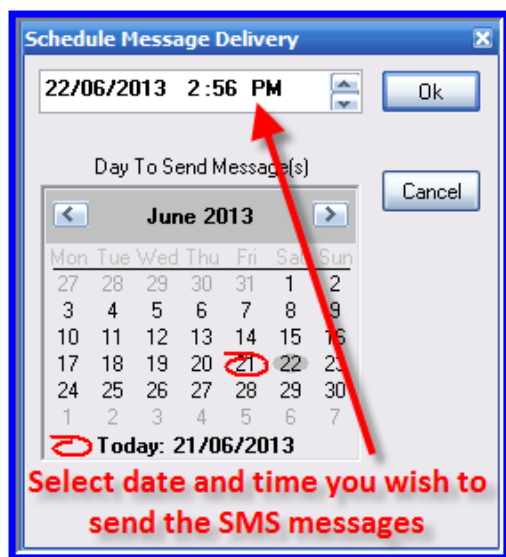 Schedule Message Delivery
22/06/2013 2:56 PM
Ok
Day To Send Message(s)
Cancel
June 2013
Mon Tue Wed Thu Fri Sat Sun
27 28 29 30 31 1 2
3 4 5 6 7 8 9
10 11 12 13 14 15 16
17 18 19 20 21 22 23
24 25 26 27 28 29 30
1 2 3 4 5 6 7
Today: 21/06/2013
Select date and time you wish to
send the SMS messages